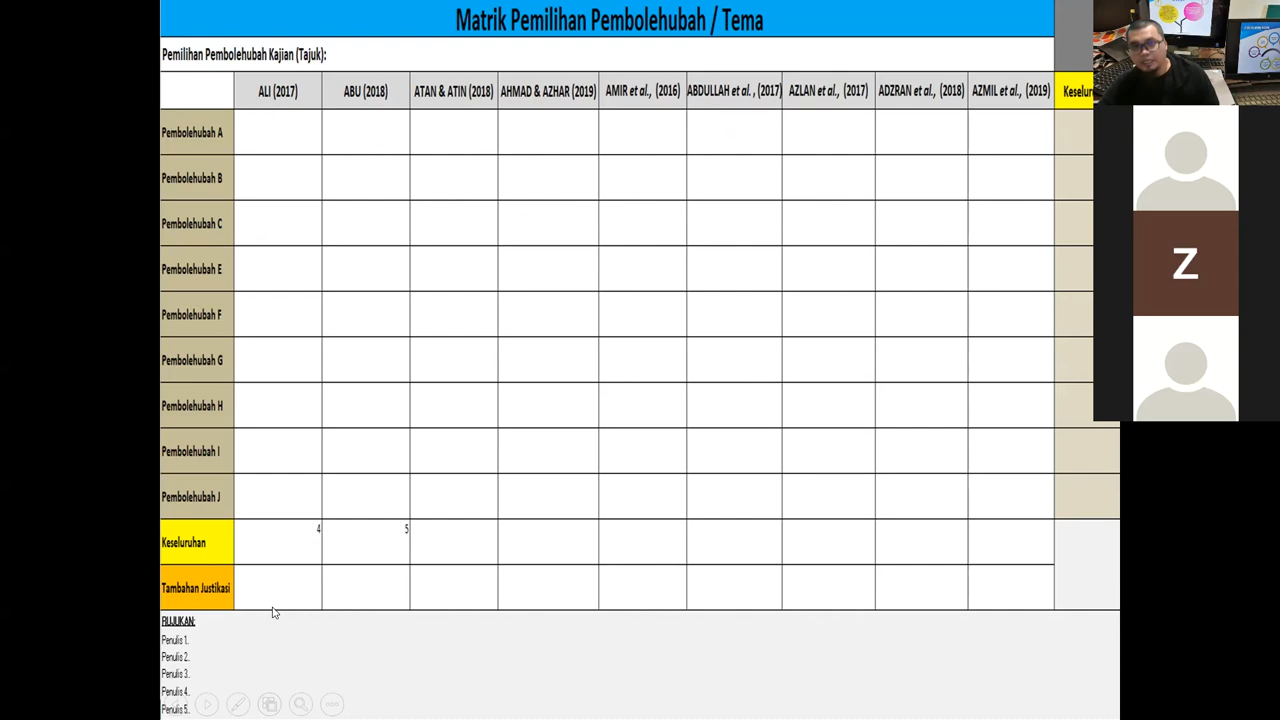 Matrik Pemilihan Pembolehubah / Tema
Pemilihan Pembolehubah Kajian (Tajuk):
ALI (2017) ABU (2018) ATAN & ATIN (2018) AHMAD & AZHAR (2019) AMIR et al., (2016) ABDULLAH et al. , (2017) AZLAN et al., (2017) ADZRAN et al., (2018) AZMIL et al., (2019)
Pembolehubah A
Pembolehubah B
Pembolehubah C
Pembolehubah E
Pembolehubah F
Pembolehubah G
Pembolehubah H
Pembolehubah I
Pembolehubah J
Keseluruhan 4 5
Tambahan Justikasi
RUJUKAN:
Penulis 1.
Penulis 2.
Penulis 3.
Penulis 4.
Penulis 5.
Z